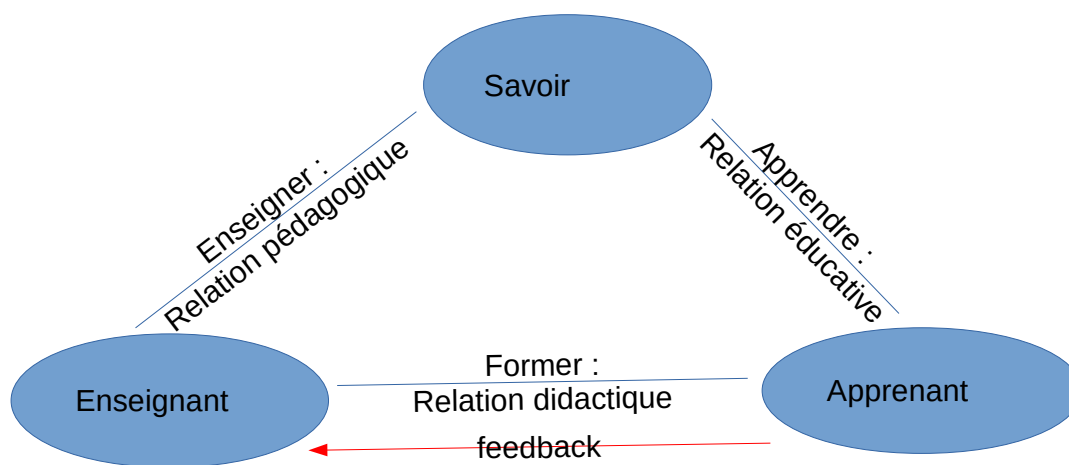 Savoir
Enseigner :
Relation pédagogique
Apprendre :
Relation éducative
Enseignant
Former :
Relation didactique
feedback
Apprenant